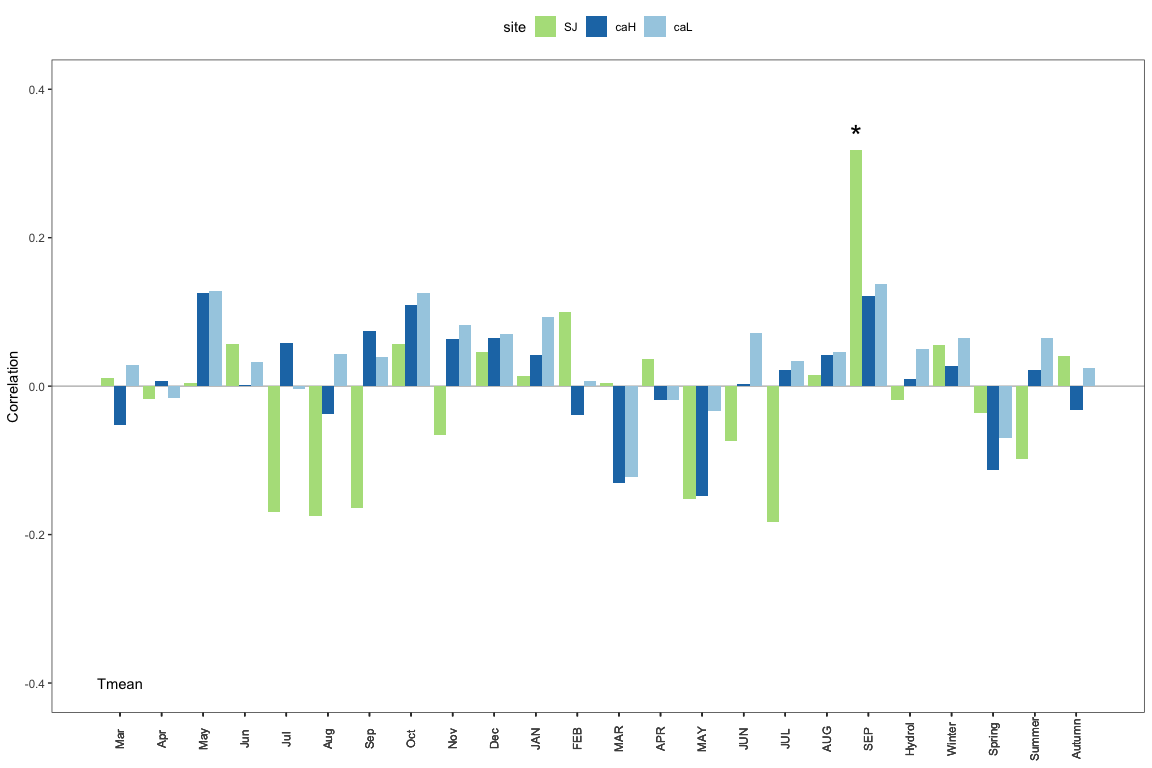 site SJ caH caL
0.4
*
0.2
0.0
Correlation
-0.2
-0.4
Tmean
Mar Apr May Jun Jul Aug Sep Oct Nov Dec JAN FEB MAR APR MAY JUN JUL AUG SEP Hydrol Winter Spring Summer Autumn